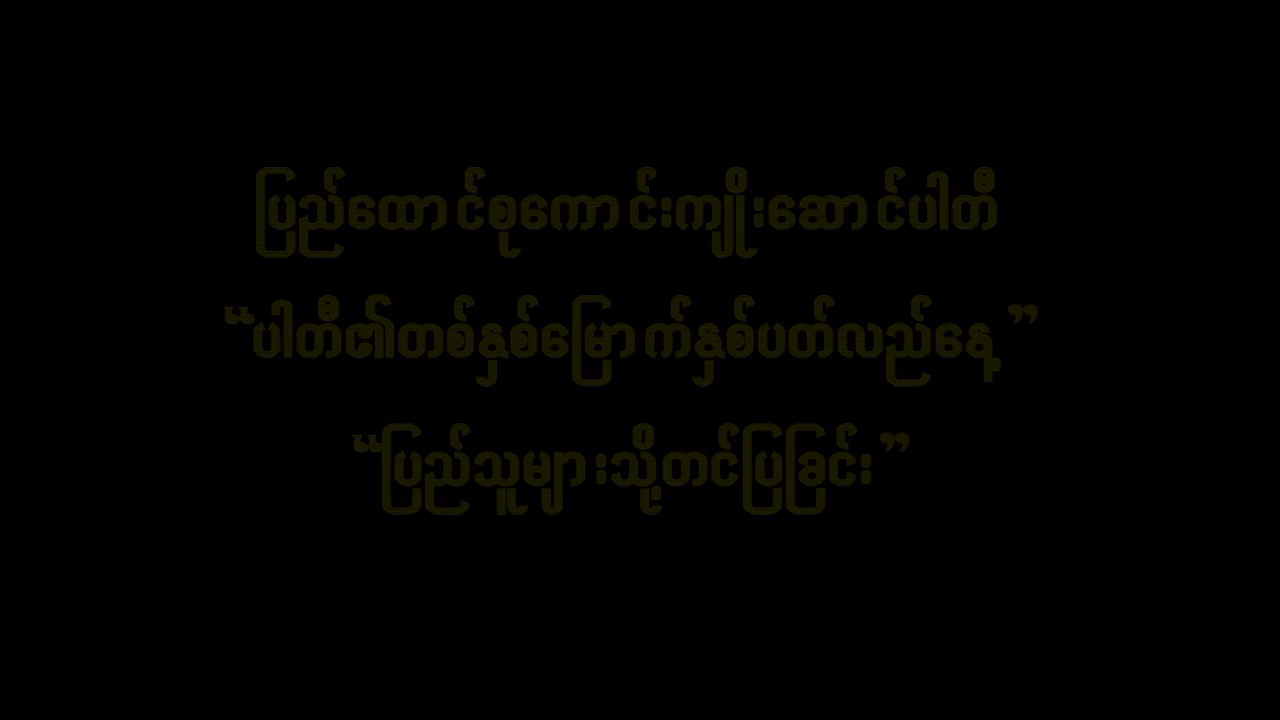 ပြည်ထောင်စုကောင်းကျိုးဆောင်ပါတီ
“ပါတီ၏တစ်နှစ်မြောက်နှစ်ပတ်လည်နေ့”
“ပြည်သူများသို့တင်ပြခြင်း”